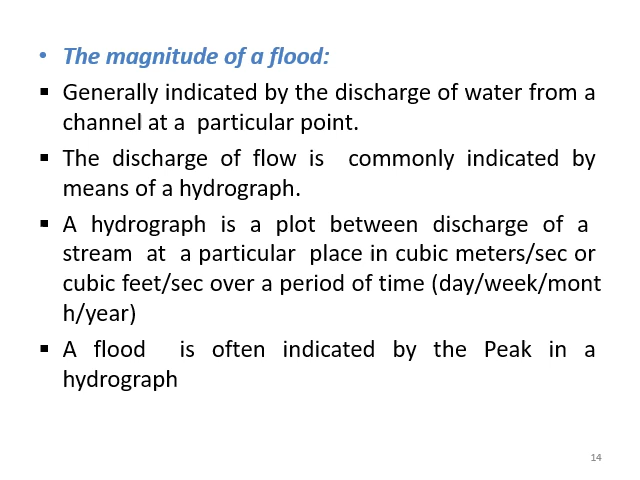 • The magnitude of a flood:
▪ Generally indicated by the discharge of water from a
channel at a particular point.
▪ The discharge of flow is commonly indicated by
means of a hydrograph.
▪ A hydrograph is a plot between discharge of a
stream at a particular place in cubic meters/sec or
cubic feet/sec over a period of time (day/week/mont
h/year)
▪ A flood is often indicated by the Peak in a
hydrograph
14